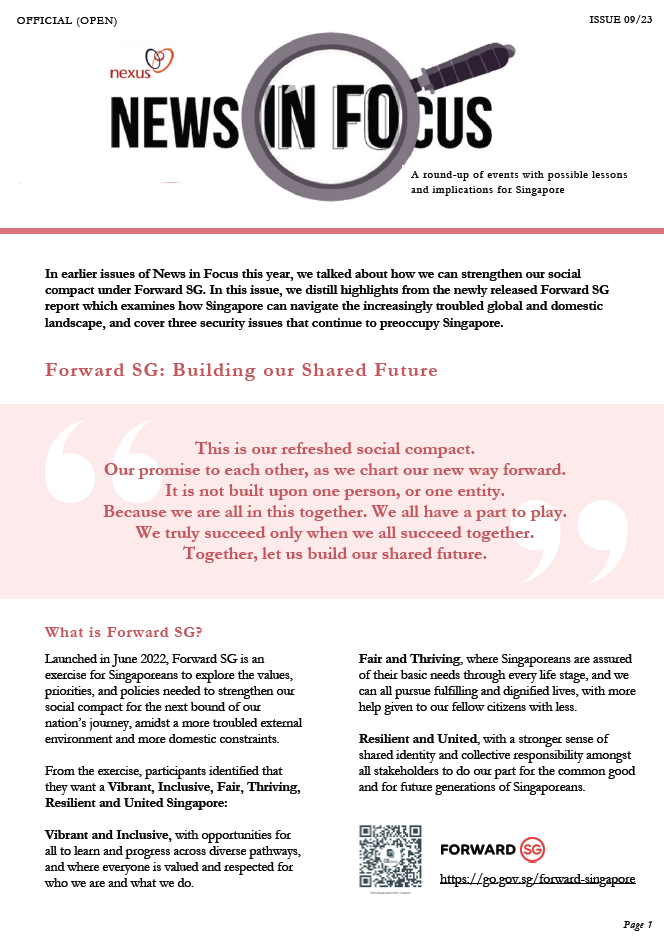 OFFICIAL (OPEN)
ISSUE 09/23
nexus
NEWS IN FOCUS
A round-up of events with possible lessons
and implications for Singapore
In earlier issues of News in Focus this year, we talked about how we can strengthen our social
compact under Forward SG. In this issue, we distill highlights from the newly released Forward SG
report which examines how Singapore can navigate the increasingly troubled global and domestic
landscape, and cover three security issues that continue to preoccupy Singapore.
Forward SG: Building our Shared Future
“
This is our refreshed social compact.
Our promise to each other, as we chart our new way forward.
It is not built upon one person, or one entity.
Because we are all in this together. We all have a part to play.
We truly succeed only when we all succeed together.
Together, let us build our shared future.
”
What is Forward SG?
Launched in June 2022, Forward SG is an
exercise for Singaporeans to explore the values,
priorities, and policies needed to strengthen our
social compact for the next bound of our
nation’s journey, amidst a more troubled external
environment and more domestic constraints.
From the exercise, participants identified that
they want a Vibrant, Inclusive, Fair, Thriving,
Resilient and United Singapore:
Vibrant and Inclusive, with opportunities for
all to learn and progress across diverse pathways,
and where everyone is valued and respected for
who we are and what we do.
Fair and Thriving, where Singaporeans are assured
of their basic needs through every life stage, and we
can all pursue fulfilling and dignified lives, with more
help given to our fellow citizens with less.
Resilient and United, with a stronger sense of
shared identity and collective responsibility amongst
all stakeholders to do our part for the common good
and for future generations of Singaporeans.
FORWARD SG
https://go.gov.sg/forward-singapore
Page 1